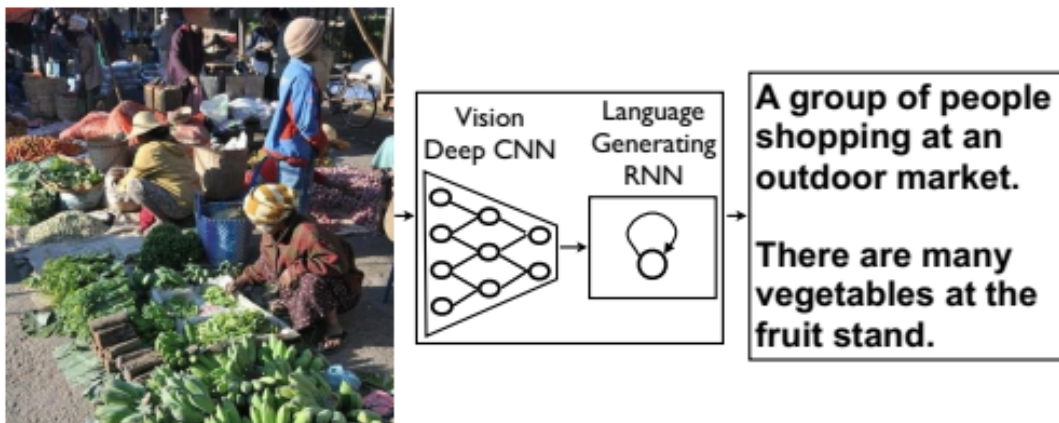 Vision
Deep CNN
Language
Generating
RNN
A group of people
shopping at an
outdoor market.
There are many
vegetables at the
fruit stand.